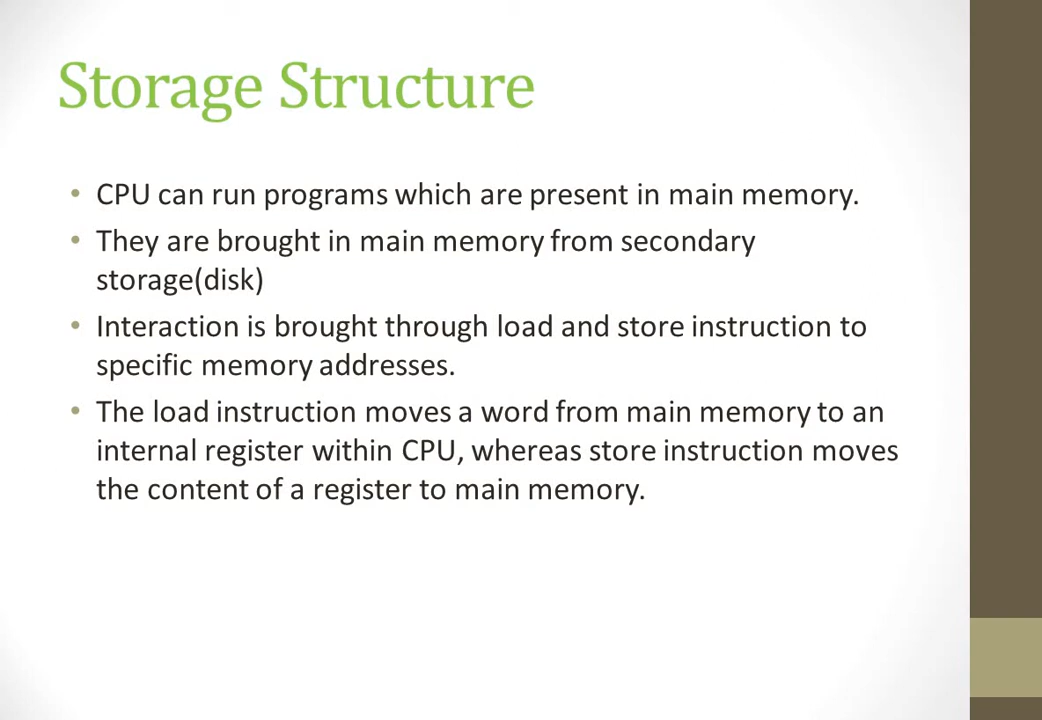 Storage Structure
• CPU can run programs which are present in main memory.
• They are brought in main memory from secondary
storage(disk)
• Interaction is brought through load and store instruction to
specific memory addresses.
• The load instruction moves a word from main memory to an
internal register within CPU, whereas store instruction moves
the content of a register to main memory.